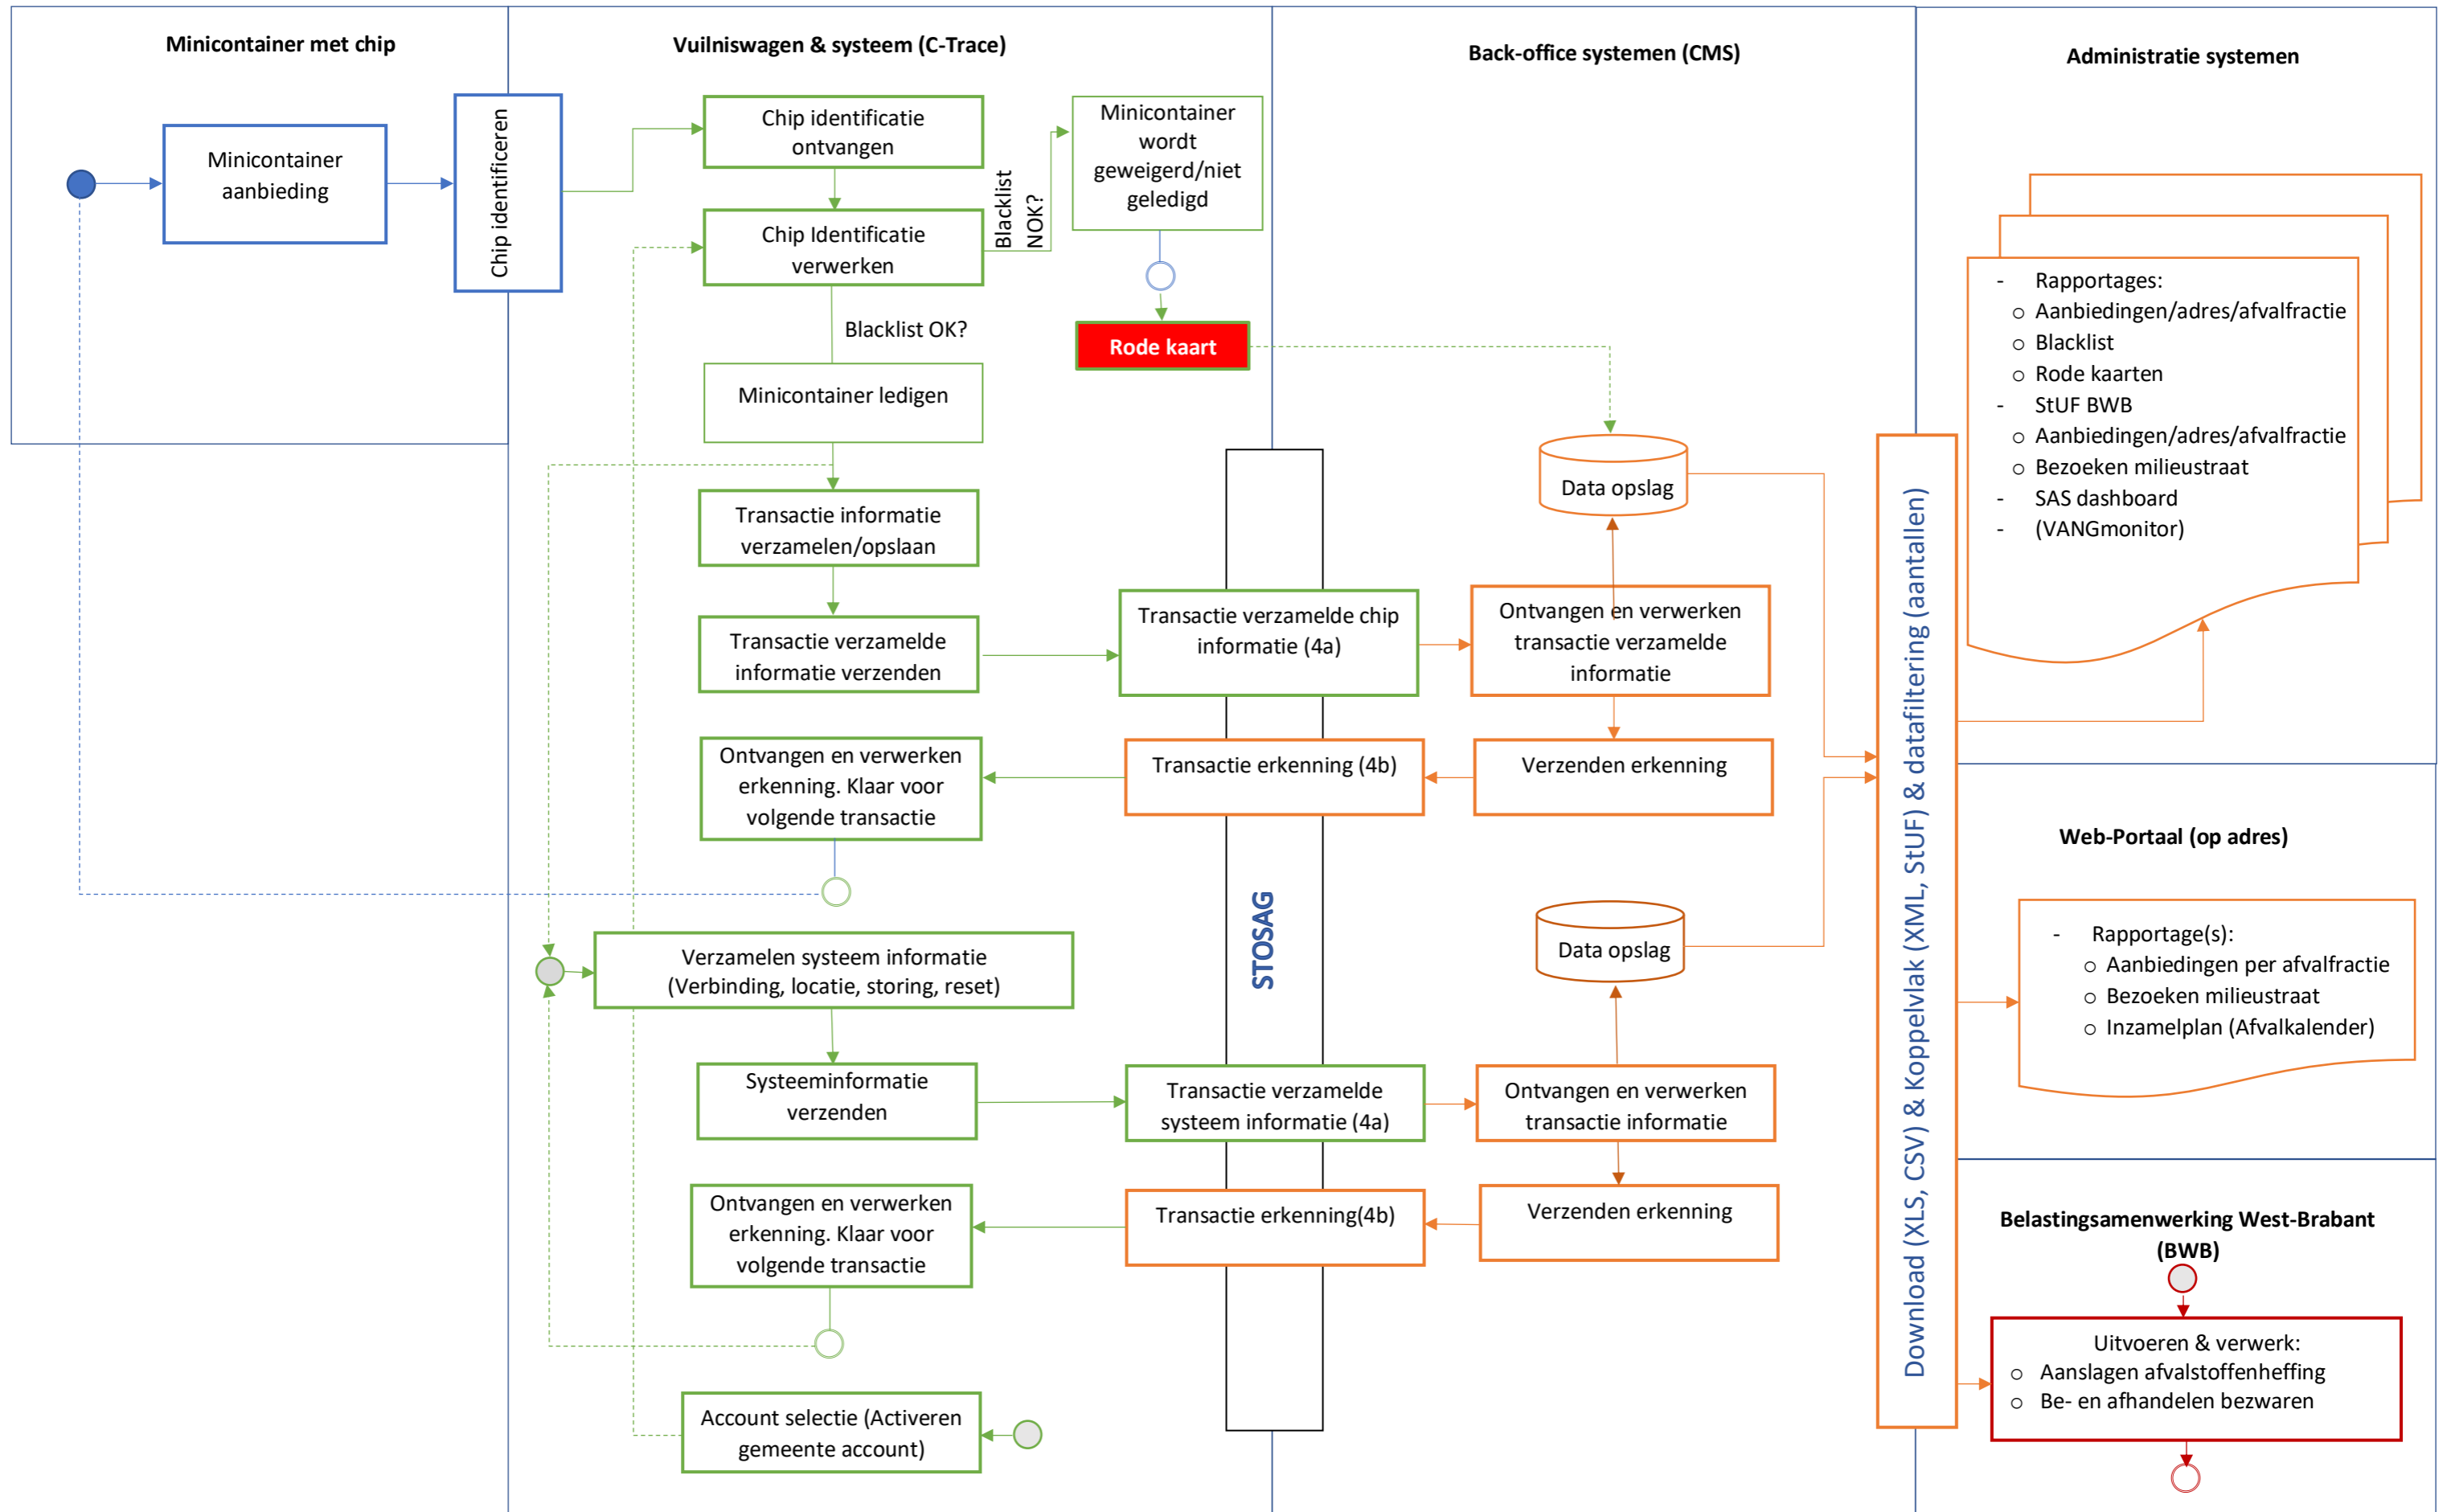 Minicontainer met chip
Minicontainer
aanbieding
Chip identificeren
Vuilniswagen & systeem (C-Trace)
Chip identificatie
ontvangen
Chip Identificatie
verwerken
Blacklist
NOK?
Minicontainer
wordt
geweigerd/niet
geledigd
Rode kaart
Blacklist OK?
Minicontainer ledigen
Transactie informatie
verzamelen/opslaan
Transactie verzamelde
informatie verzenden
Ontvangen en verwerken
erkenning. Klaar voor
volgende transactie
Verzamelen systeem informatie
(Verbinding, locatie, storing, reset)
Systeeminformatie
verzenden
Ontvangen en verwerken
erkenning. Klaar voor
volgende transactie
Account selectie (Activeren
gemeente account)
STOSAG
Transactie verzamelde chip
informatie (4a)
Transactie erkenning (4b)
Transactie verzamelde
systeem informatie (4a)
Transactie erkenning(4b)
Back-office systemen (CMS)
Data opslag
Ontvangen en verwerken
transactie verzamelde
informatie
Verzenden erkenning
Data opslag
Ontvangen en verwerken
transactie informatie
Verzenden erkenning
Download (XLS, CSV) & Koppelvlak (XML, StUF) & datafiltering (aantallen)
Administratie systemen
- Rapportages:
o Aanbiedingen/adres/afvalfractie
o Blacklist
o Rode kaarten
- StUF BWB
o Aanbiedingen/adres/afvalfractie
o Bezoeken milieustraat
- SAS dashboard
- (VANGmonitor)
Web-Portaal (op adres)
- Rapportage(s):
o Aanbiedingen per afvalfractie
o Bezoeken milieustraat
o Inzamelplan (Afvalkalender)
Belastingsamenwerking West-Brabant
(BWB)
Uitvoeren & verwerk:
o Aanslagen afvalstoffenheffing
o Be- en afhandelen bezwaren